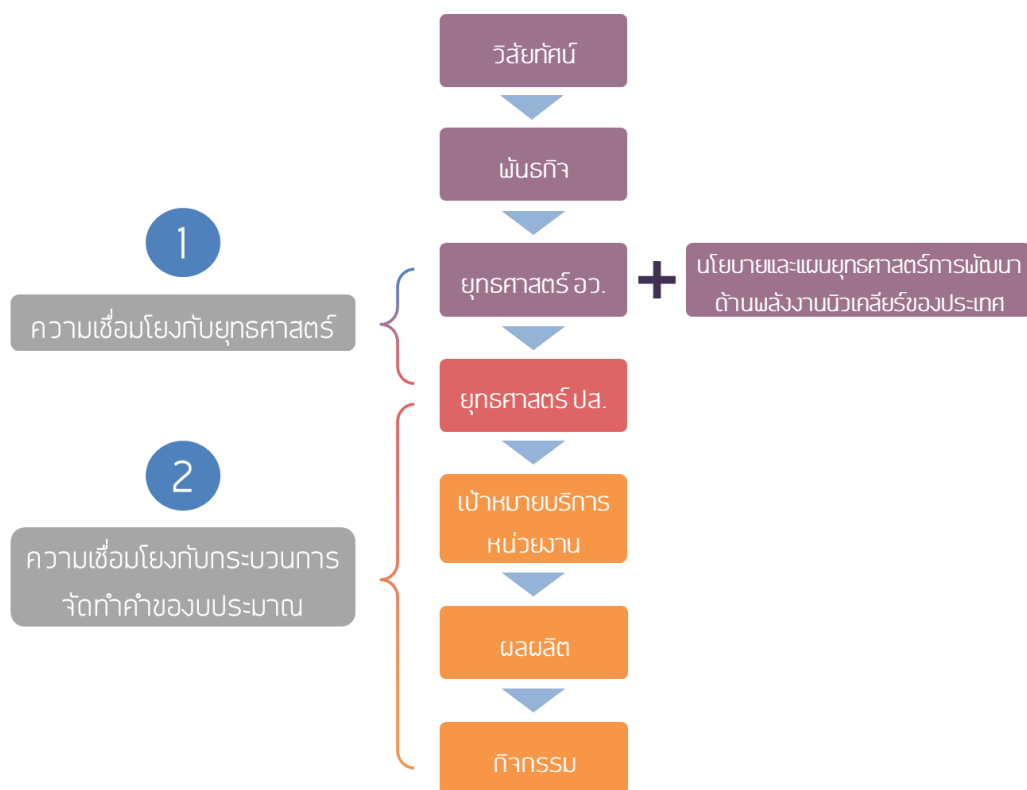 วิสัยทัศน์
พันธกิจ
1
ความเชื่อมโยงกับยุทธศาสตร์
ยุทธศาสตร์ อว.
+
นโยบายและแผนยุทธศาสตร์การพัฒนา
ด้านพลังงานนิวเคลียร์ของประเทศ
ยุทธศาสตร์ ปส.
2
ความเชื่อมโยงกับกระบวนการ
จัดทำคำของบประมาณ
เป้าหมายบริการ
หน่วยงาน
ผลผลิต
กิจกรรม